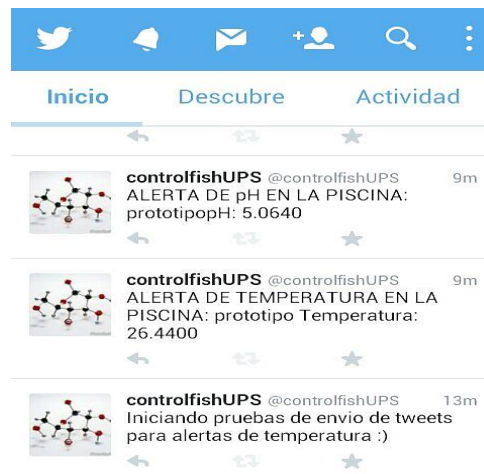 Inicio Descubre Actividad
controlfishUPS @controlfishUPS 9m
ALERTA DE pH EN LA PISCINA:
prototipopH: 5.0640
controlfishUPS @controlfishUPS 9m
ALERTA DE TEMPERATURA EN LA
PISCINA: prototipo Temperatura:
26.4400
controlfishUPS @controlfishUPS 13m
Iniciando pruebas de envio de tweets
para alertas de temperatura :)